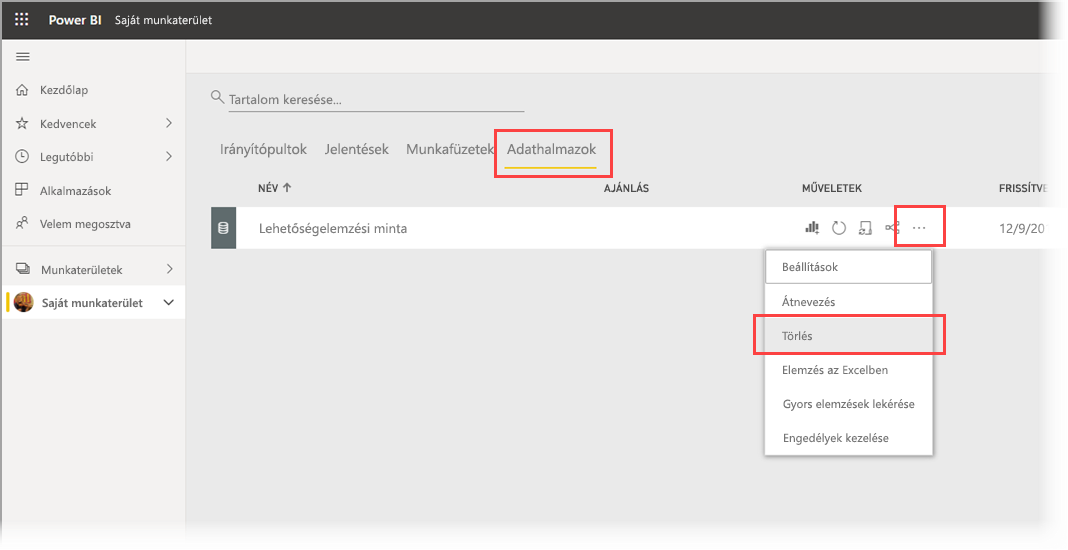 Power BI Saját munkaterület
Kezdőlap
Kedvencek
Legutóbbi
Alkalmazások
Velem megosztva
Munkaterületek
Saját munkaterület
Tartalom keresése...
Irányítópultok Jelentések Munkafüzetek Adathalmazok
NÉV AJÁNLÁS MŰVELETEK FRISSÍTVE
Lehetőségelemzési minta 12/9/20
Beállítások
Átnevezés
Törlés
Elemzés az Excelben
Gyors elemzések lekérése
Engedélyek kezelése